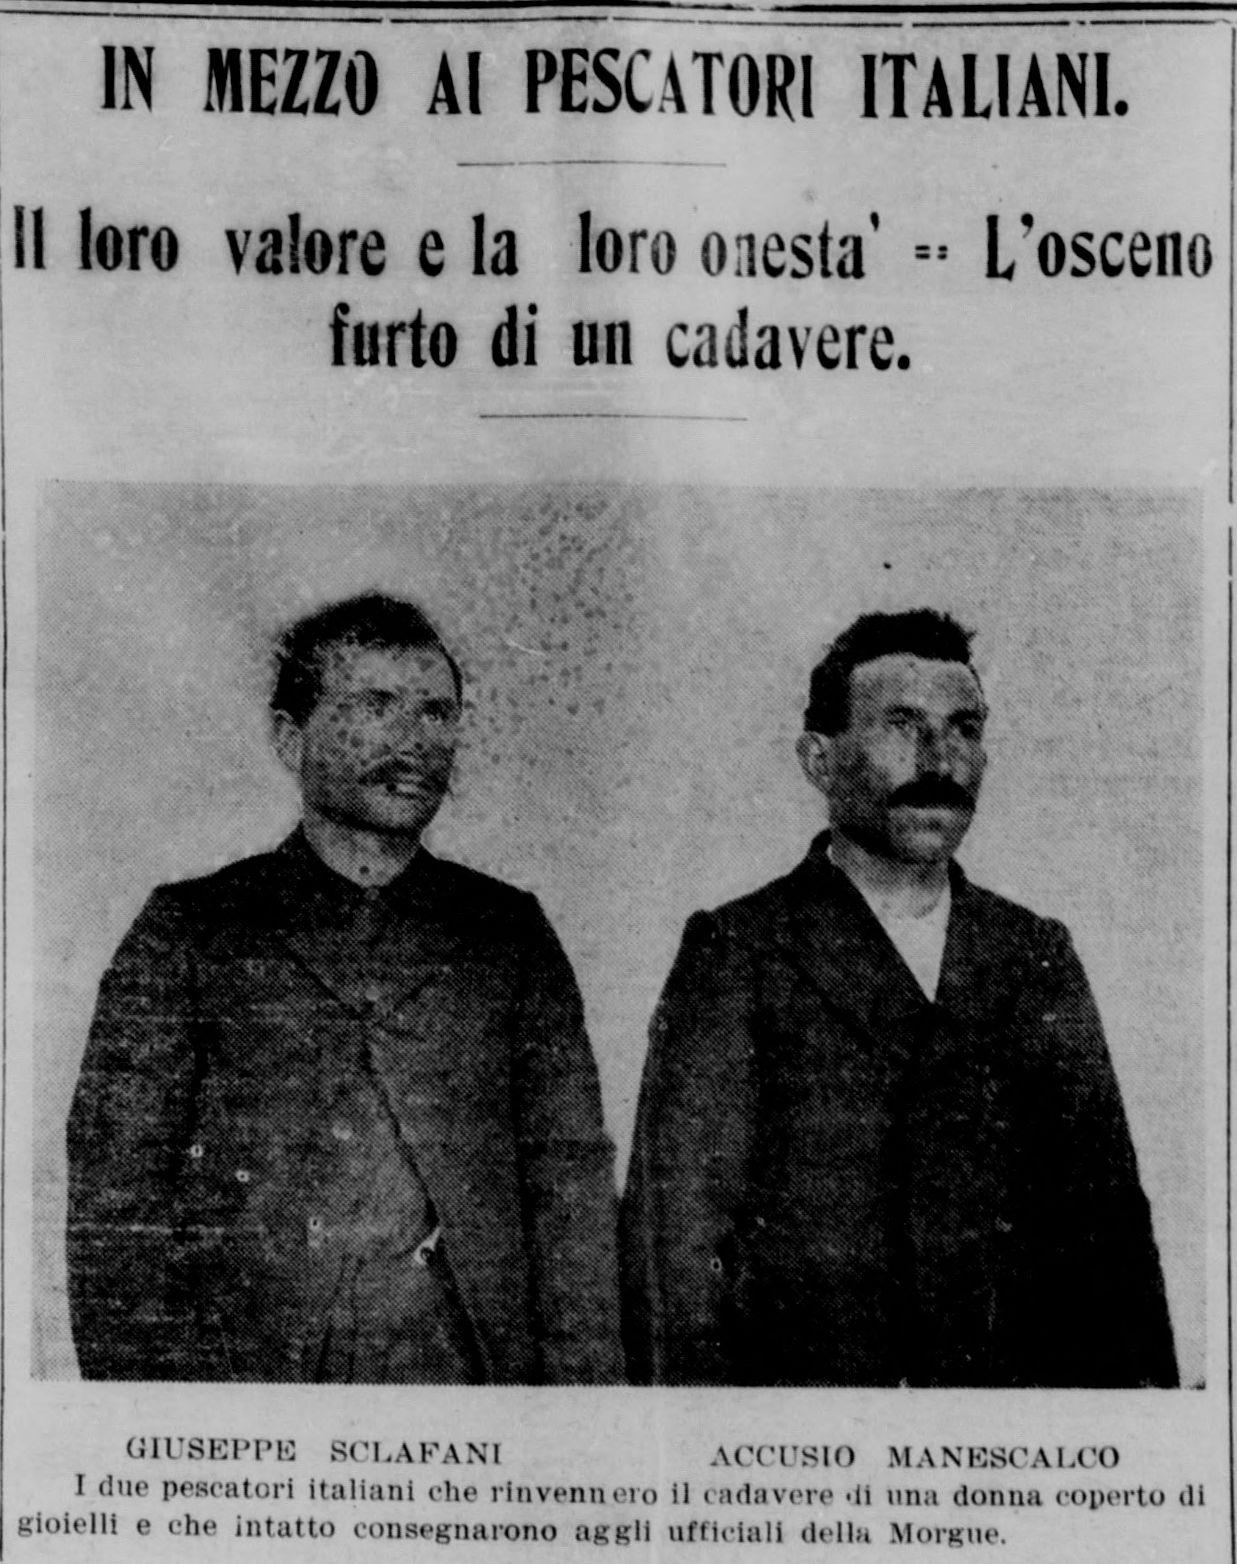 IN MEZZO AI PESCATORI ITALIANI.
Il loro valore e la loro onesta' == L'osceno
furto di un cadavere.
GIUSEPPE SCLAFANI ACCUSIO MANESCALCO
I due pescatori italiani che rinvennero il cadavere di una donna coperto di
gioielli e che intatto consegnarono aggli ufficiali della Morgue.